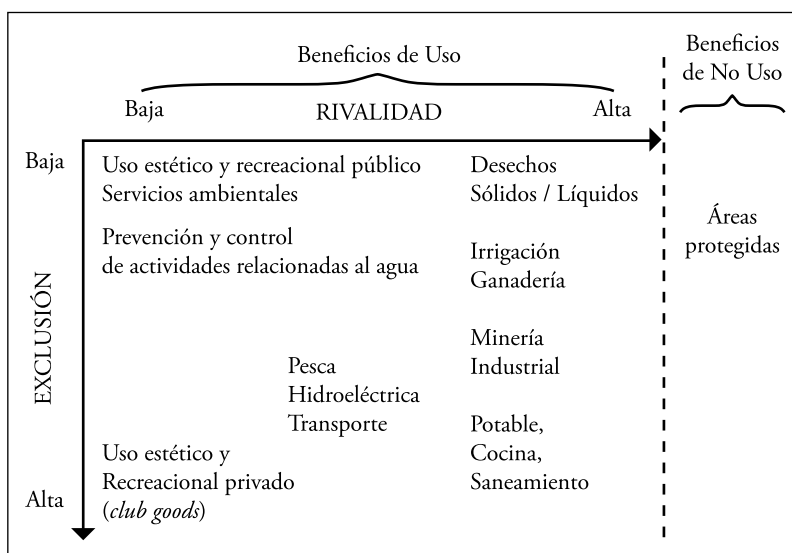 Beneficios de Uso
Beneficios
de No Uso
Baja
RIVALIDAD
Alta
Baja
EXCLUSIÓN
Alta
Uso estético y recreacional público
Servicios ambientales
Prevención y control
de actividades relacionadas al agua
Pesca
Hidroeléctrica
Transporte
Uso estético y
Recreacional privado
(club goods)
Desechos
Sólidos / Líquidos
Irrigación
Ganadería
Minería
Industrial
Potable,
Cocina,
Saneamiento
Áreas
protegidas